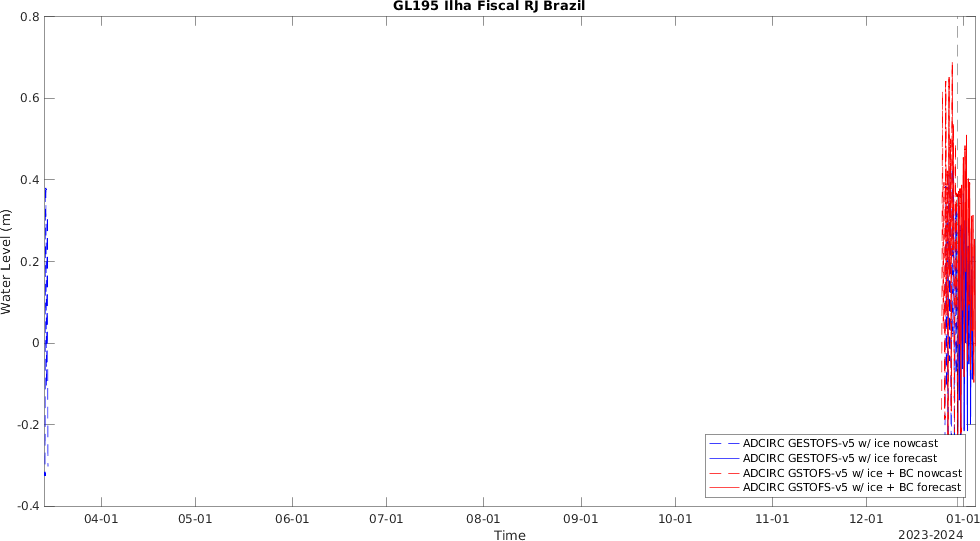 GL195 Ilha Fiscal RJ Brazil
0.8
0.6
0.4
0.2
0
-0.2
-0.4
Water Level (m)
04-01 05-01 06-01 07-01 08-01 09-01 10-01 11-01 12-01 01-01
Time
2023-2024
ADCIRC GESTOFS-v5 w/ ice nowcast
ADCIRC GESTOFS-v5 w/ ice forecast
ADCIRC GSTOFS-v5 w/ ice + BC nowcast
ADCIRC GSTOFS-v5 w/ ice + BC forecast